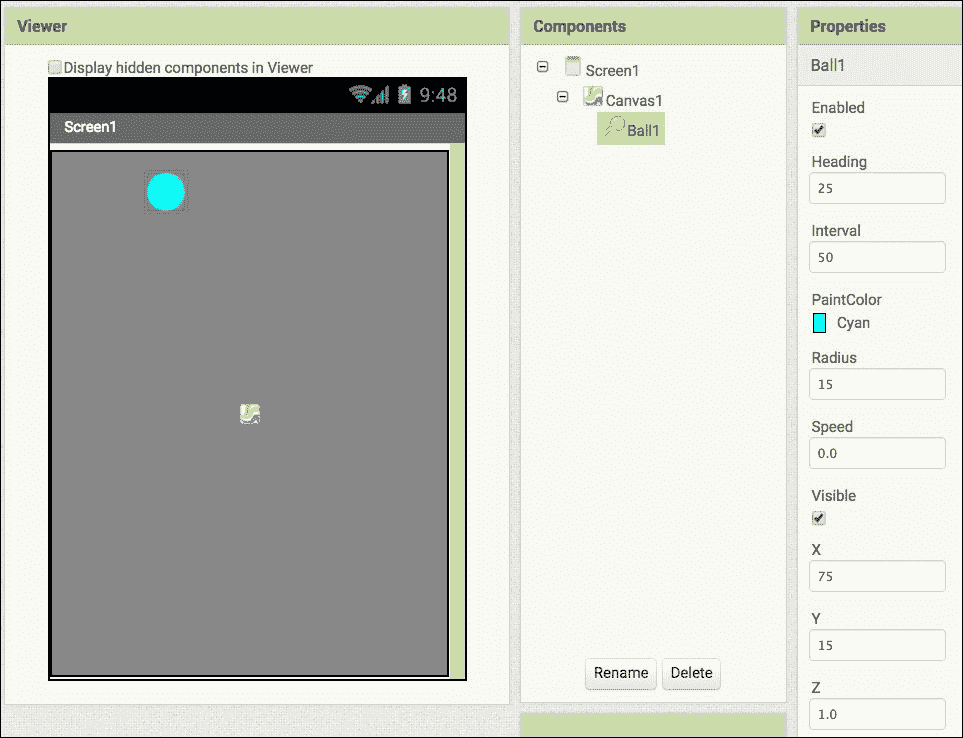 Viewer
Display hidden components in Viewer
9:48
Screen1
Components
Screen1
Canvas1
Ball1
Rename
Delete
Properties
Ball1
Enabled
Heading
25
Interval
50
PaintColor
Cyan
Radius
15
Speed
0.0
Visible
X
75
Y
15
Z
1.0